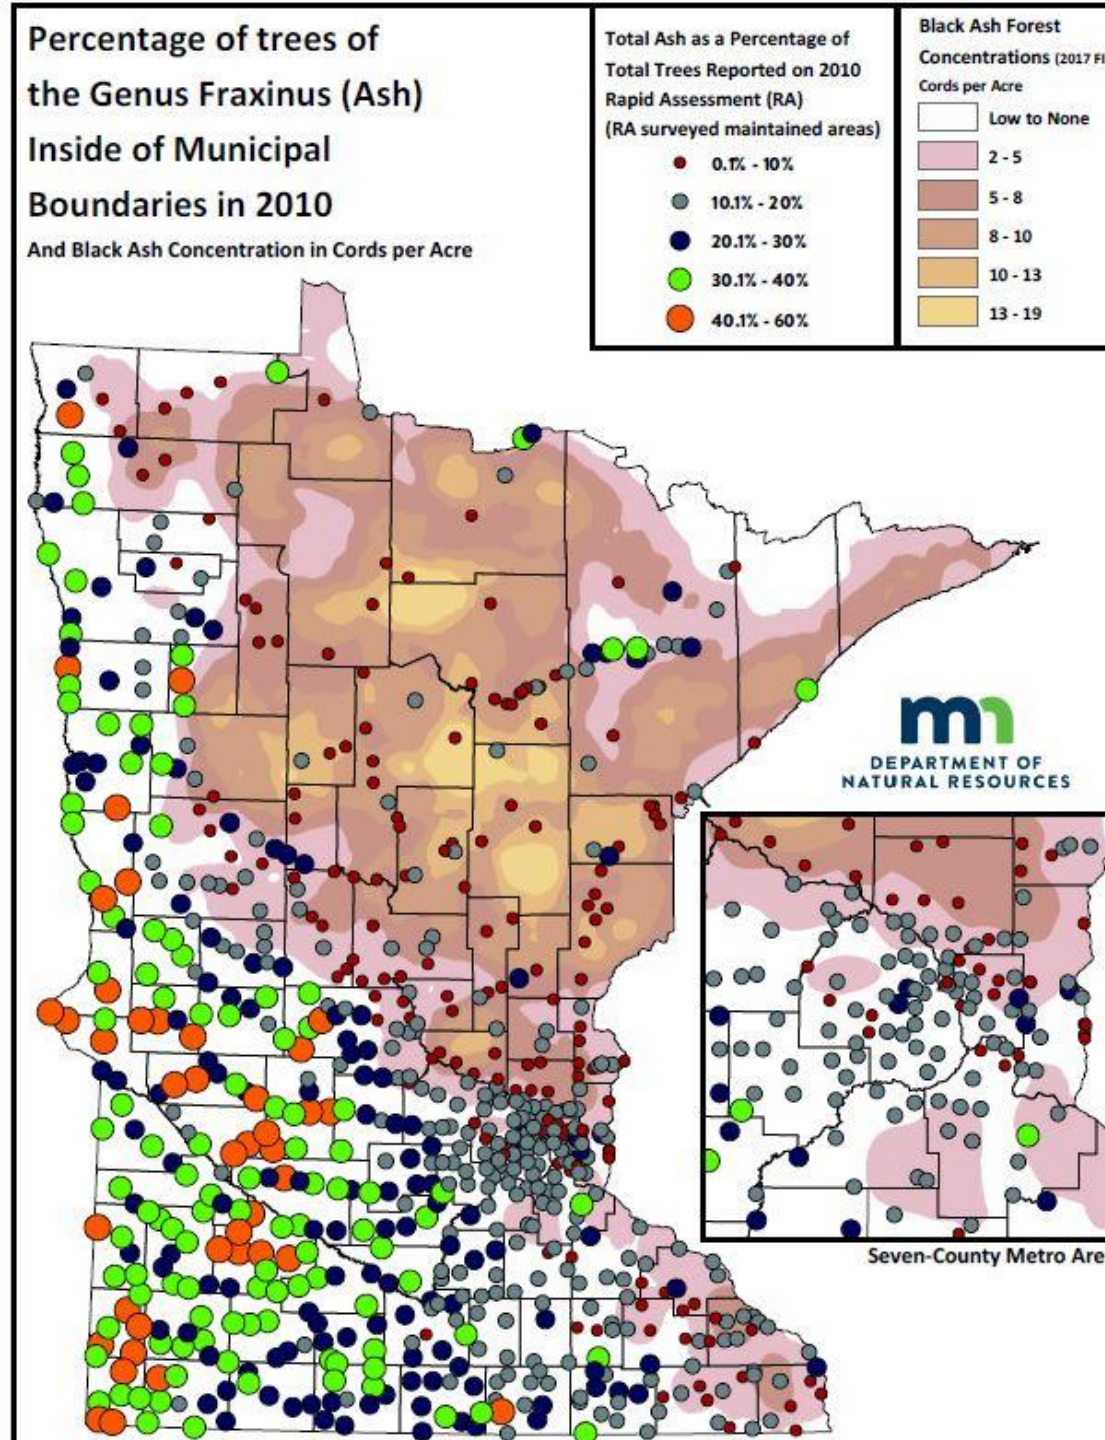 Percentage of trees of
the Genus Fraxinus (Ash)
Inside of Municipal
Boundaries in 2010
And Black Ash Concentration in Cords per Acre
Total Ash as a Percentage of
Total Trees Reported on 2010
Rapid Assessment (RA)
(RA surveyed maintained areas)
0.1% - 10%
10.1% - 20%
20.1% - 30%
30.1% - 40%
40.1% - 60%
Black Ash Forest
Concentrations (2017 FI
Cords per Acre
Low to None
2 - 5
5 - 8
8 - 10
10 - 13
13 - 19
mn
DEPARTMENT OF
NATURAL RESOURCES
Seven-County Metro Are